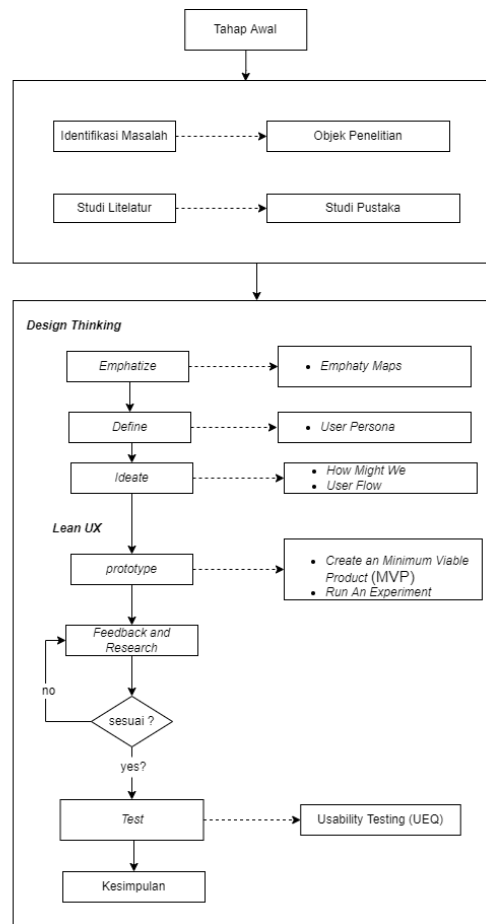 Tahap Awal
Identifikasi Masalah
Objek Penelitian
Studi Litelatur
Studi Pustaka
Design Thinking
Emphatize
• Emphaty Maps
Define
• User Persona
Ideate
• How Might We
• User Flow
Lean UX
prototype
• Create an Minimum Viable
Product (MVP)
• Run An Experiment
Feedback and
Research
no
sesuai ?
yes?
Test
Usability Testing (UEQ)
Kesimpulan